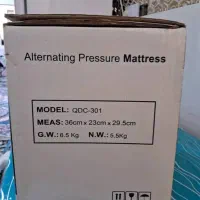 Alternating Pressure Mattress
MODEL: QDC-301
MEAS: 36cm x 23cm x 29.5cm
G.W.: 6.5 Kg N.W.: 5.5Kg